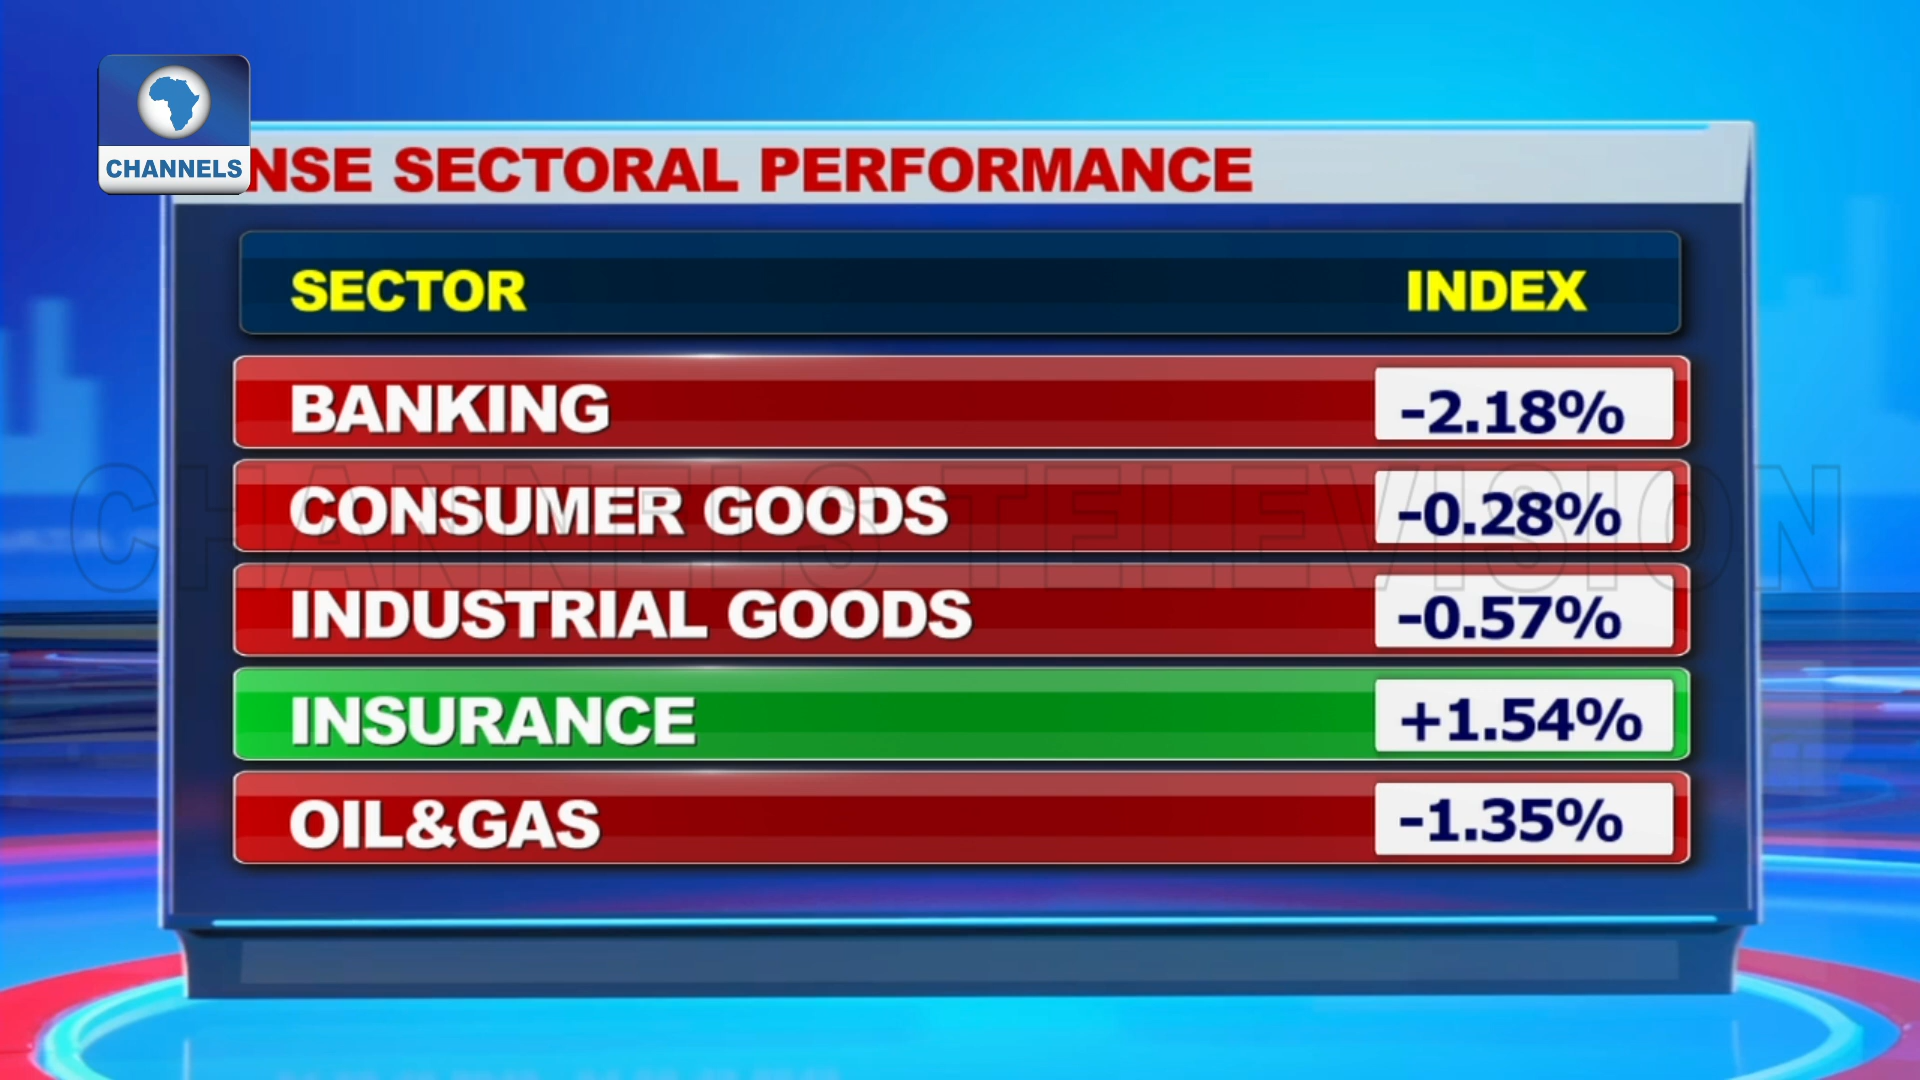 CHANNELS
NSE SECTORAL PERFORMANCE
SECTOR INDEX
BANKING -2.18%
CONSUMER GOODS -0.28%
CHANNELS TELEVISION
INDUSTRIAL GOODS -0.57%
INSURANCE +1.54%
OIL&GAS -1.35%